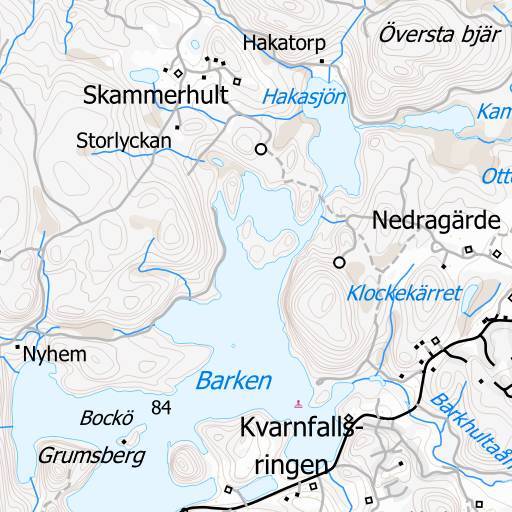 Översta bjär
Hakatorp
Skammerhult
Hakasjön
Kam
Storlyckan
Otte
Nedragärde
Klockekärret
Nyhem
Barken
84
Bockö
Grumsberg
Kvarnfalls-
ringen
Barkhultaån